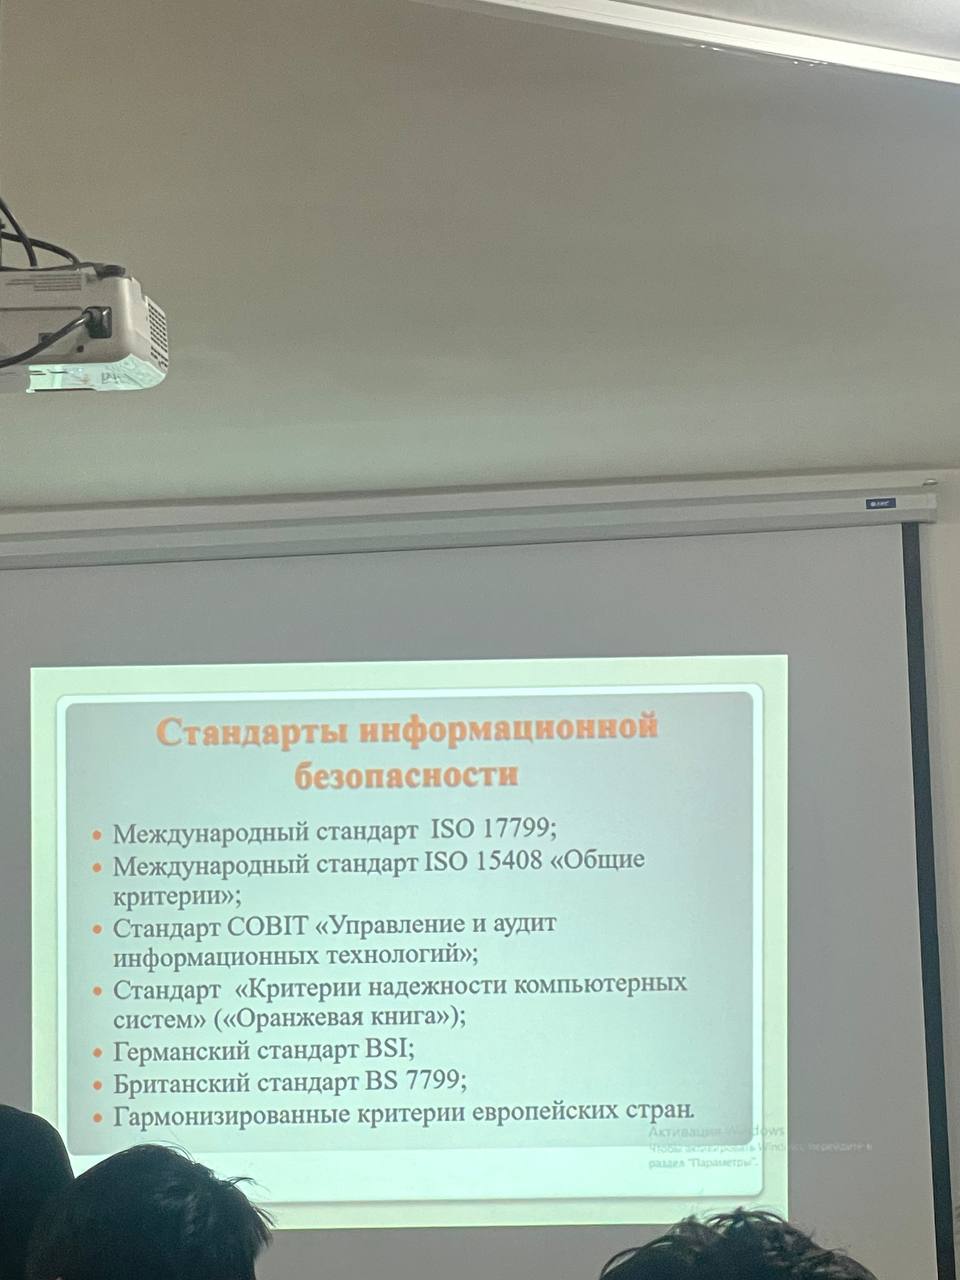 Стандарты информационной
безопасности
• Международный стандарт ISO 17799;
• Международный стандарт ISO 15408 «Общие
критерии»;
• Стандарт COBIT «Управление и аудит
информационных технологий»;
• Стандарт «Критерии надежности компьютерных
систем» («Оранжевая книга»);
• Германский стандарт BSI;
• Британский стандарт BS 7799;
• Гармонизированные критерии европейских стран.
Активация Windows
Чтобы активировать Windows, перейдите в
раздел "Параметры".